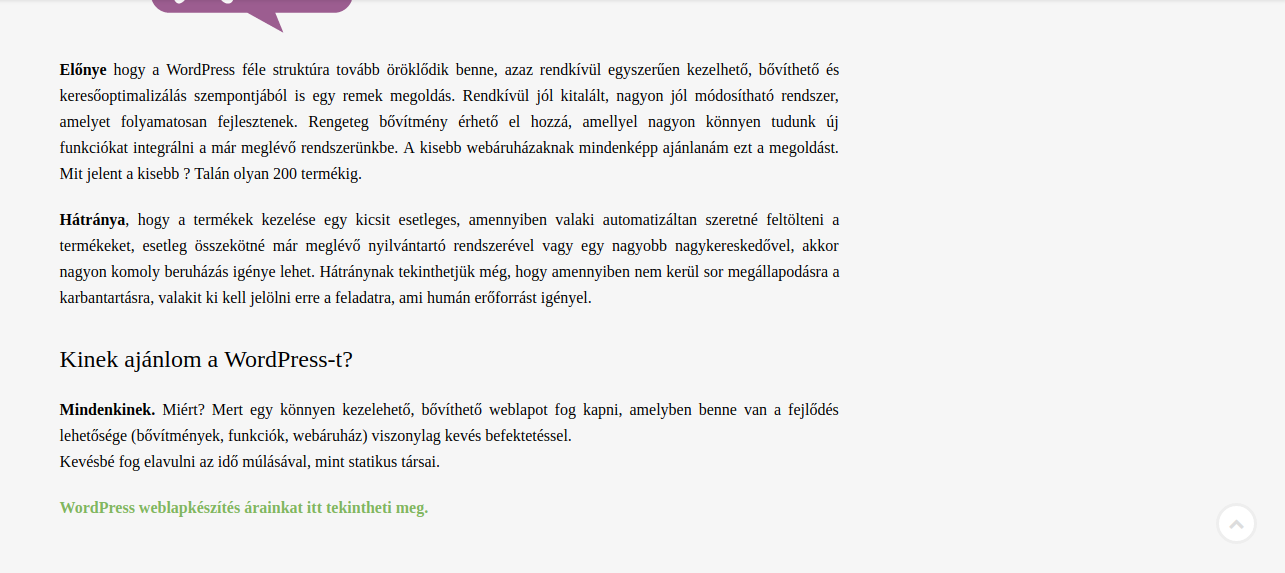 Előnye hogy a WordPress féle struktúra tovább öröklődik benne, azaz rendkívül egyszerűen kezelhető, bővíthető és
keresőoptimalizálás szempontjából is egy remek megoldás. Rendkívül jól kitalált, nagyon jól módosítható rendszer,
amelyet folyamatosan fejlesztenek. Rengeteg bővítmény érhető el hozzá, amellyel nagyon könnyen tudunk új
funkciókat integrálni a már meglévő rendszerünkbe. A kisebb webáruházaknak mindenképp ajánlanám ezt a megoldást.
Mit jelent a kisebb ? Talán olyan 200 termékig.
Hátránya, hogy a termékek kezelése egy kicsit esetleges, amennyiben valaki automatizáltan szeretné feltölteni a
termékeket, esetleg összekötné már meglévő nyilvántartó rendszerével vagy egy nagyobb nagykereskedővel, akkor
nagyon komoly beruházás igénye lehet. Hátránynak tekinthetjük még, hogy amennyiben nem kerül sor megállapodásra a
karbantartásra, valakit ki kell jelölni erre a feladatra, ami humán erőforrást igényel.
Kinek ajánlom a WordPress-t?
Mindenkinek. Miért? Mert egy könnyen kezelehető, bővíthető weblapot fog kapni, amelyben benne van a fejlődés
lehetősége (bővítmények, funkciók, webáruház) viszonylag kevés befektetéssel.
Kevésbé fog elavulni az idő múlásával, mint statikus társai.
WordPress weblapkészítés árainkat itt tekintheti meg.